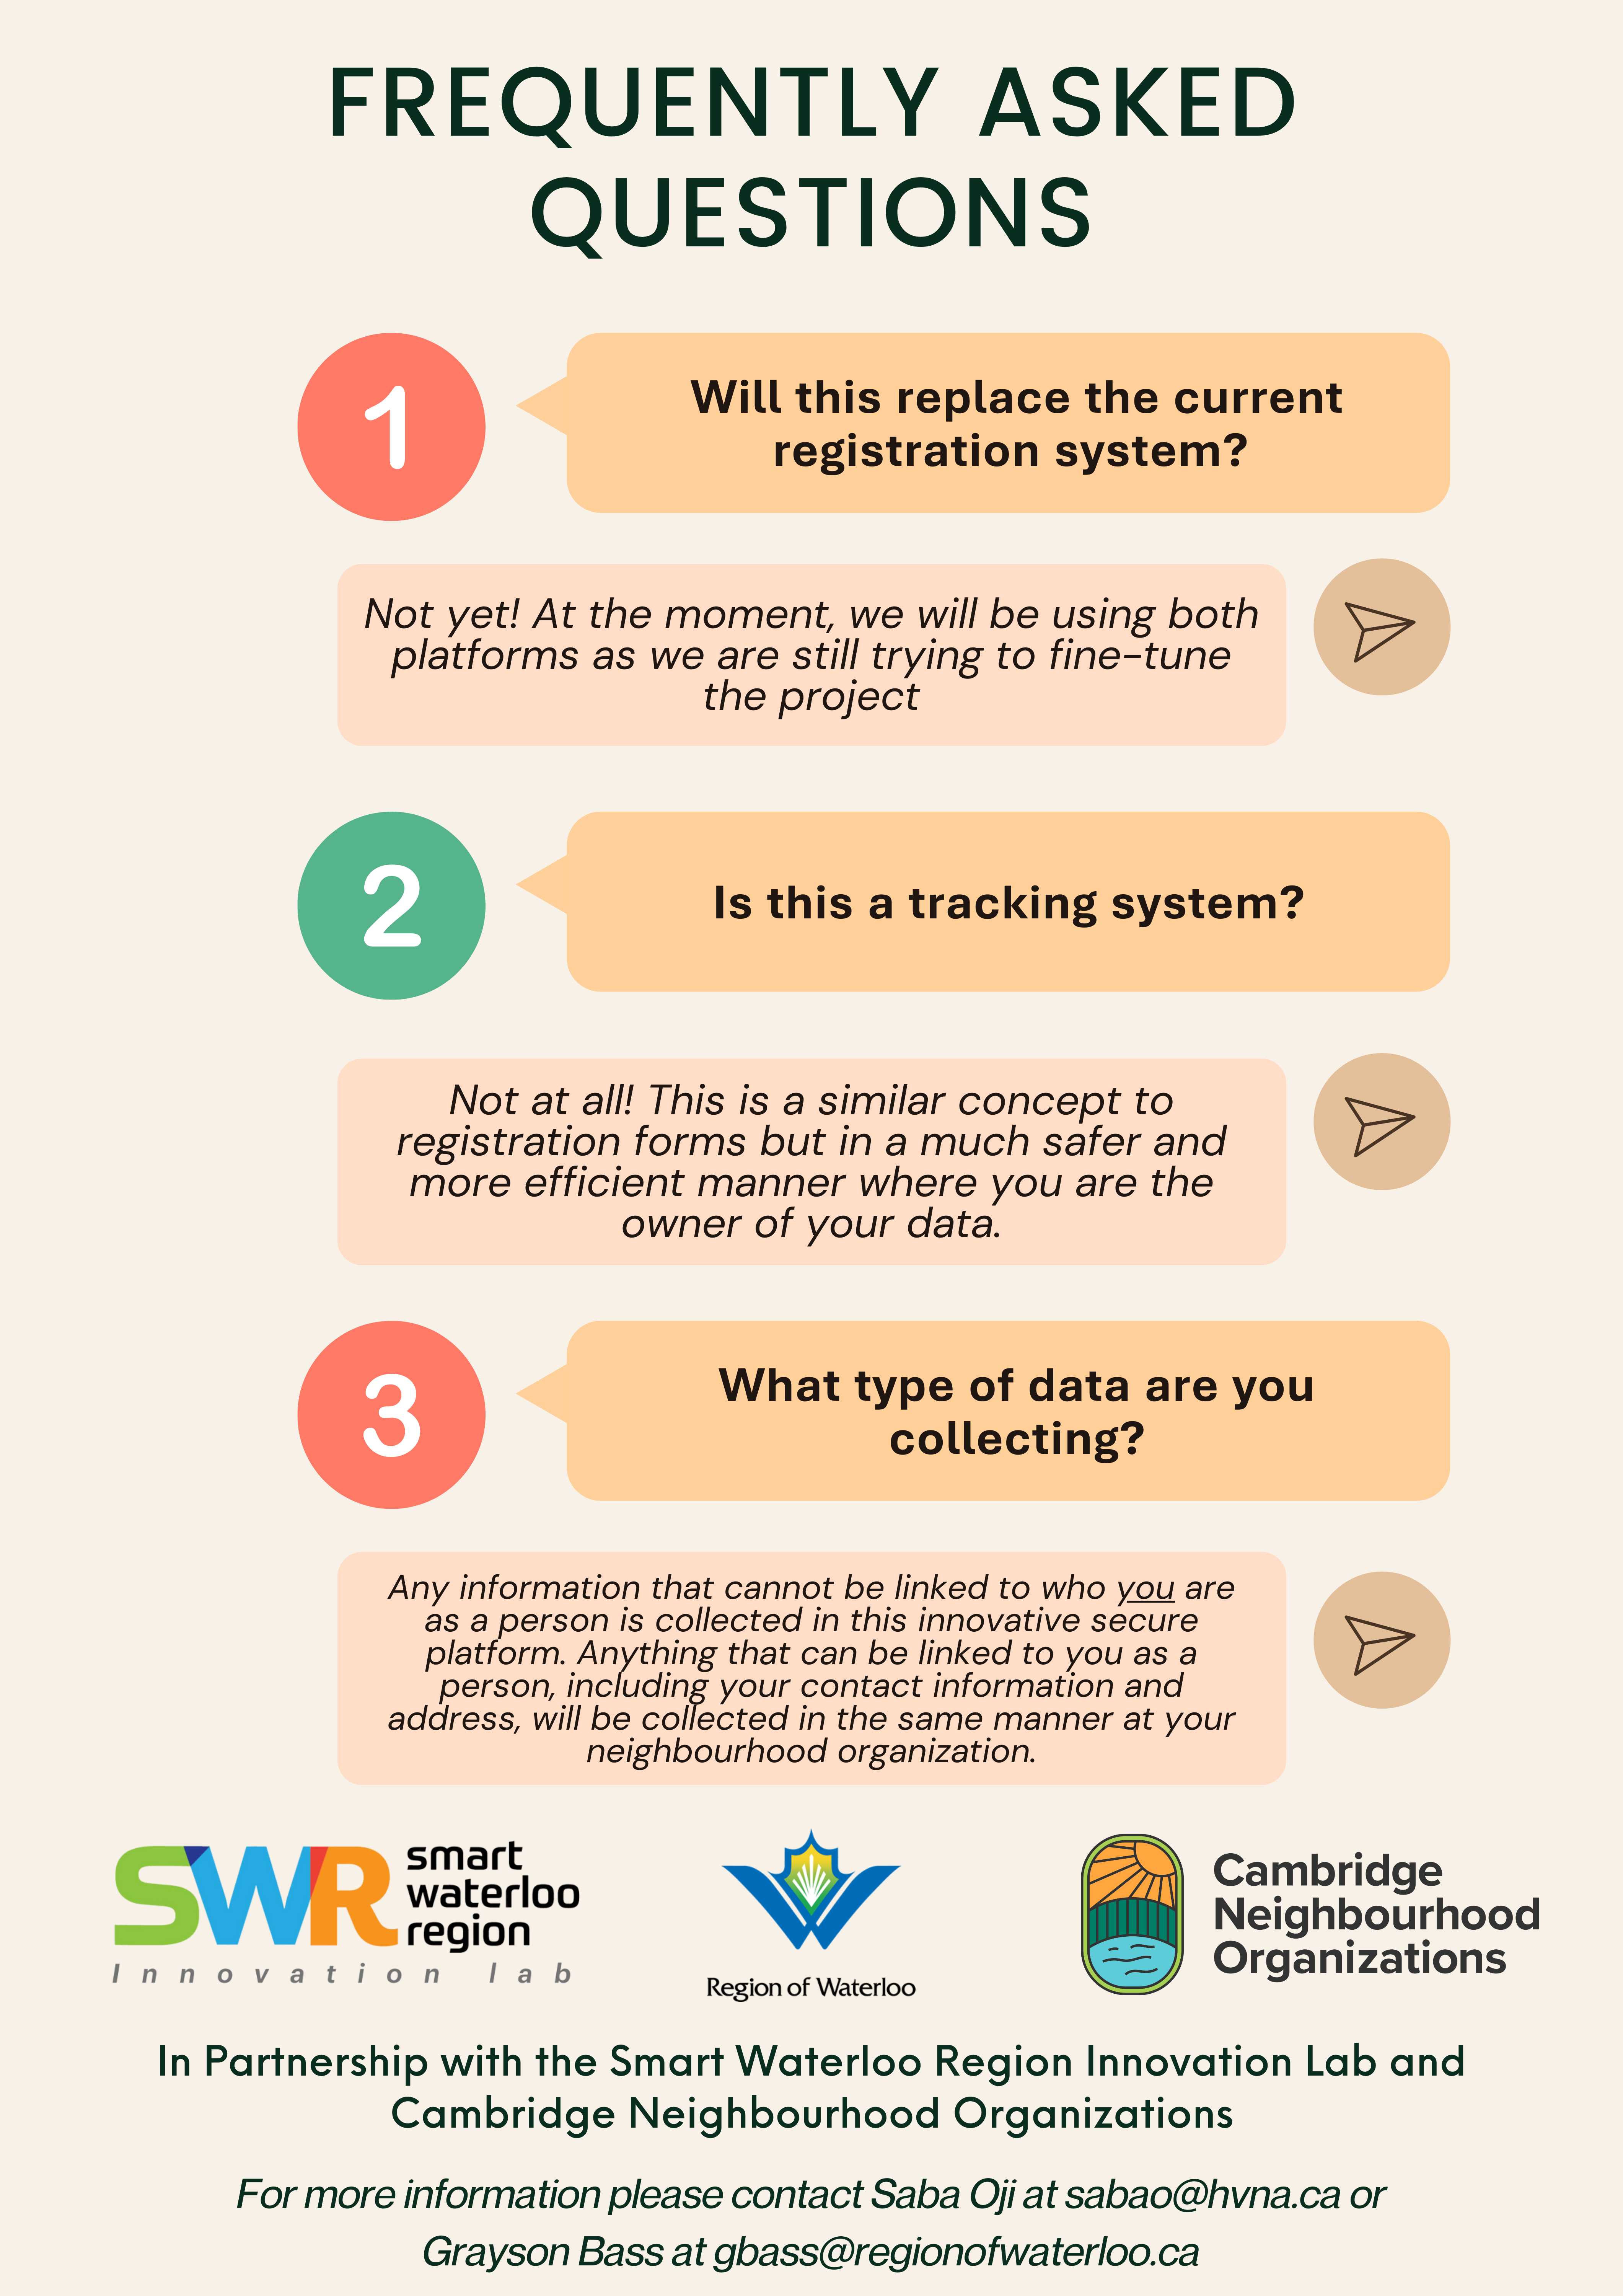 FREQUENTLY ASKED
QUESTIONS
1
Will this replace the current
registration system?
Not yet! At the moment, we will be using both
platforms as we are still trying to fine-tune
the project
2
Is this a tracking system?
Not at all! This is a similar concept to
registration forms but in a much safer and
more efficient manner where you are the
owner of your data.
3
What type of data are you
collecting?
Any information that cannot be linked to who you are
as a person is collected in this innovative secure
platform. Anything that can be linked to you as a
person, including your contact information and
address, will be collected in the same manner at your
neighbourhood organization.
SWR
smart
waterloo
region
Innovation lab
Region of Waterloo
Cambridge
Neighbourhood
Organizations
In Partnership with the Smart Waterloo Region Innovation Lab and
Cambridge Neighbourhood Organizations
For more information please contact Saba Oji at sabao@hvna.ca or
Grayson Bass at gbass@regionofwaterloo.ca